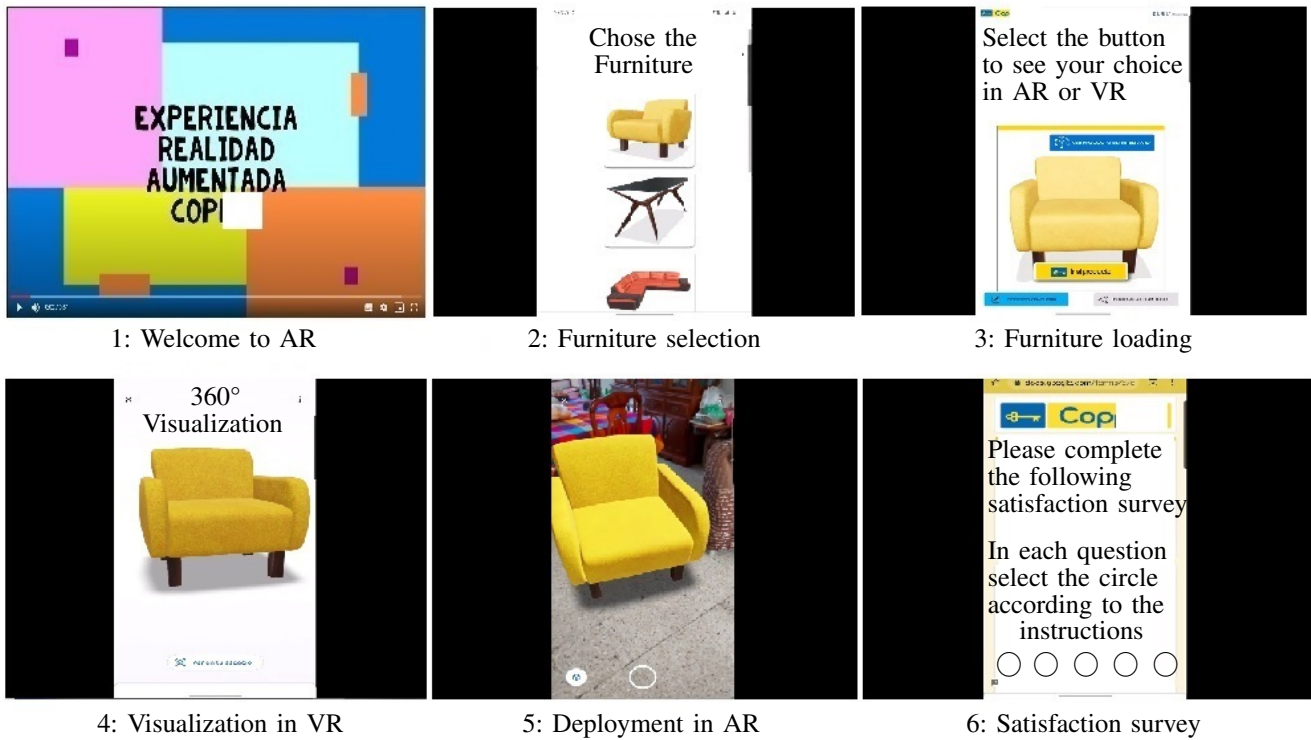 EXPERIENCIA
REALIDAD
AUMENTADA
COP
1: Welcome to AR
Chose the
Furniture
2: Furniture selection
Cop
Select the button
to see your choice
in AR or VR
3: Furniture loading
360°
Visualization
4: Visualization in VR
5: Deployment in AR
Cop
Please complete
the following
satisfaction survey
In each question
select the circle
according to the
instructions
6: Satisfaction survey